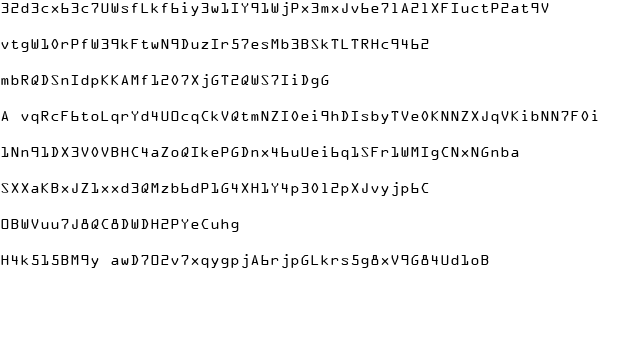 32d3cx63c7UWsfLkf6iy3w1IY91WjPx3mxJv6e71A21XFIuctP2at9V
vtgW10rPfW39kFtwN9DuzIr57esMb3BSkTLTRHc9462
mbRQDSnIdpKKAMf1207XjGT2QWS7IiDgG
A vqRcF6toLqrYd4U0cqCkVQtmNZI0ei9hDIsbyTVe0KNNZXJqVKibNN7F0i
1Nn91DX3V0VBHC4aZoQIkePGDnx46uUei6q1SFr1WMIgCNxNGnba
SXXaKBxJZ1xxd3QMzb6dP1G4XH1Y4p3012pXJvyjp6C
0BWVuu7J8QC8DWDH2PYeCuhg
H4k515BM9y awD702v7xqygpjA6rjpGLkrs5g8xV9G84Ud1oB